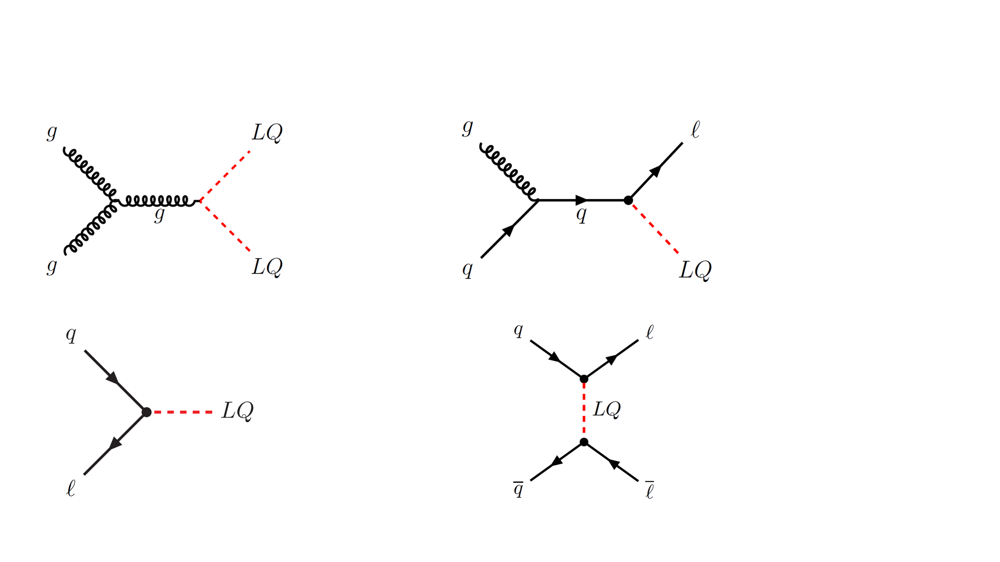 g LQ
g
g LQ
g ℓ
q
q LQ
q
LQ
ℓ
q ℓ
LQ
q̅ ℓ̅